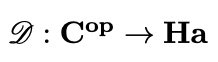 𝒟 : C^op → Ha